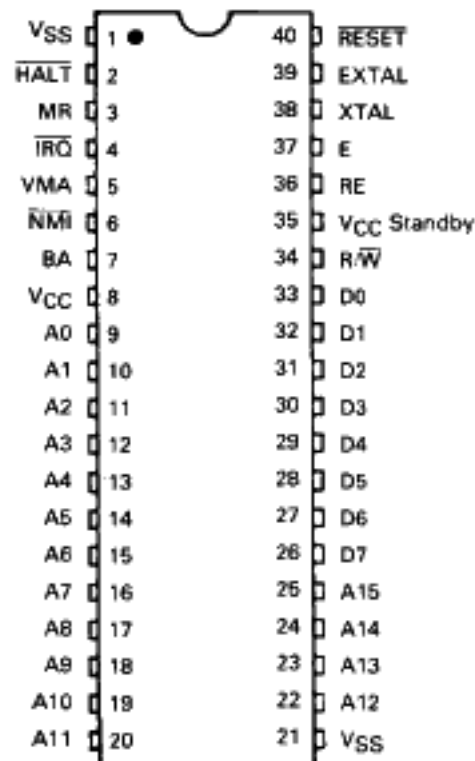 VSS 1 40 RESET
HALT 2 39 EXTAL
MR 3 38 XTAL
IRQ 4 37 E
VMA 5 36 RE
NMI 6 35 VCC Standby
BA 7 34 R/W
VCC 8 33 D0
A0 9 32 D1
A1 10 31 D2
A2 11 30 D3
A3 12 29 D4
A4 13 28 D5
A5 14 27 D6
A6 15 26 D7
A7 16 25 A15
A8 17 24 A14
A9 18 23 A13
A10 19 22 A12
A11 20 21 VSS